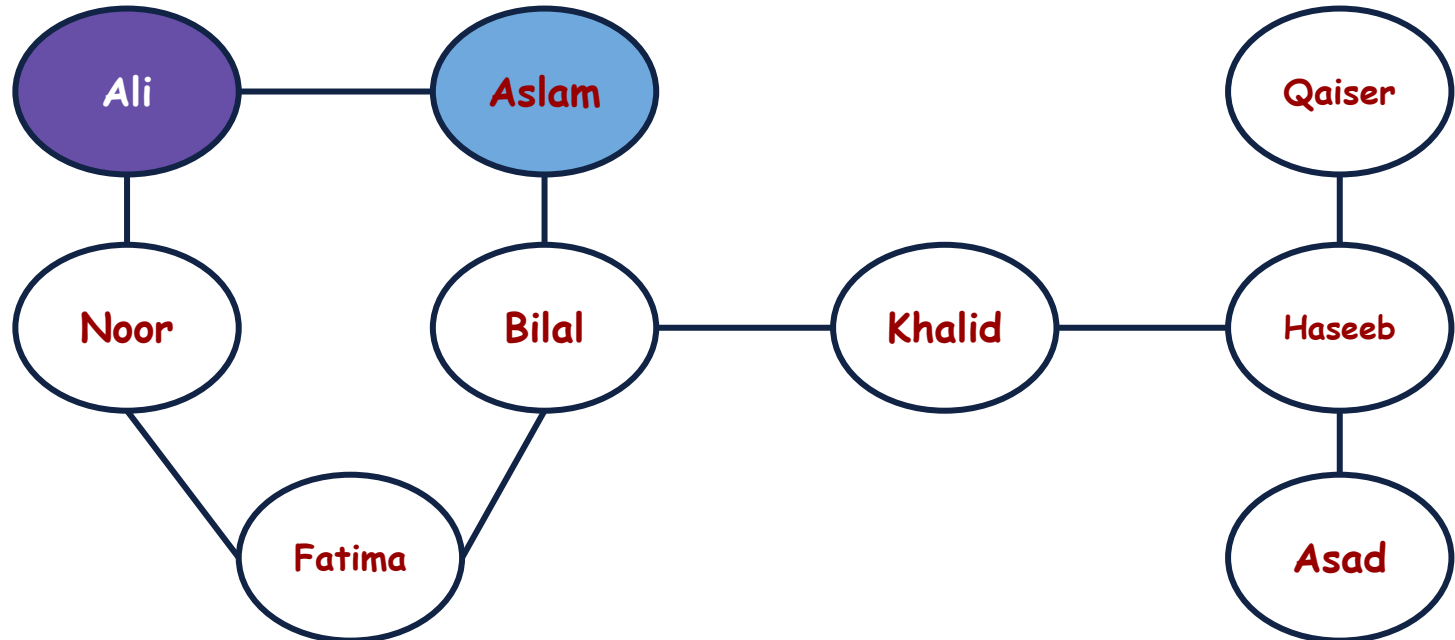 Ali
Aslam
Qaiser
Noor
Bilal
Khalid
Haseeb
Fatima
Asad